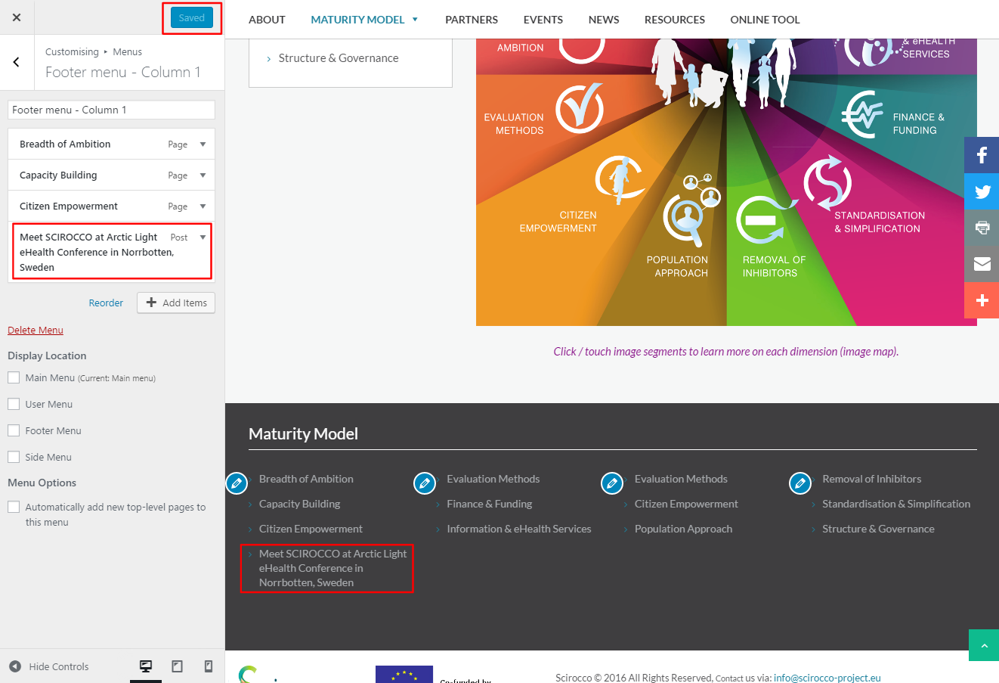 Saved
Customising ▸ Menus
Footer menu - Column 1
Footer menu - Column 1
Breadth of Ambition Page
Capacity Building Page
Citizen Empowerment Page
Meet SCIROCCO at Arctic Light Post
eHealth Conference in Norrbotten,
Sweden
Reorder
Add Items
Delete Menu
Display Location
Main Menu (Current: Main menu)
User Menu
Footer Menu
Side Menu
Menu Options
Automatically add new top-level pages to
this menu
Hide Controls
ABOUT MATURITY MODEL PARTNERS EVENTS NEWS RESOURCES ONLINE TOOL
Structure & Governance
AMBITION
& eHEALTH
SERVICES
EVALUATION
METHODS
FINANCE &
FUNDING
CITIZEN
EMPOWERMENT
STANDARDISATION
& SIMPLIFICATION
POPULATION
APPROACH
REMOVAL OF
INHIBITORS
Click / touch image segments to learn more on each dimension (image map).
Maturity Model
Breadth of Ambition
Capacity Building
Citizen Empowerment
Meet SCIROCCO at Arctic Light
eHealth Conference in
Norrbotten, Sweden
Evaluation Methods
Finance & Funding
Information & eHealth Services
Evaluation Methods
Citizen Empowerment
Population Approach
Removal of Inhibitors
Standardisation & Simplification
Structure & Governance
Co-funded by
Scirocco © 2016 All Rights Reserved, Contact us via: info@scirocco-project.eu